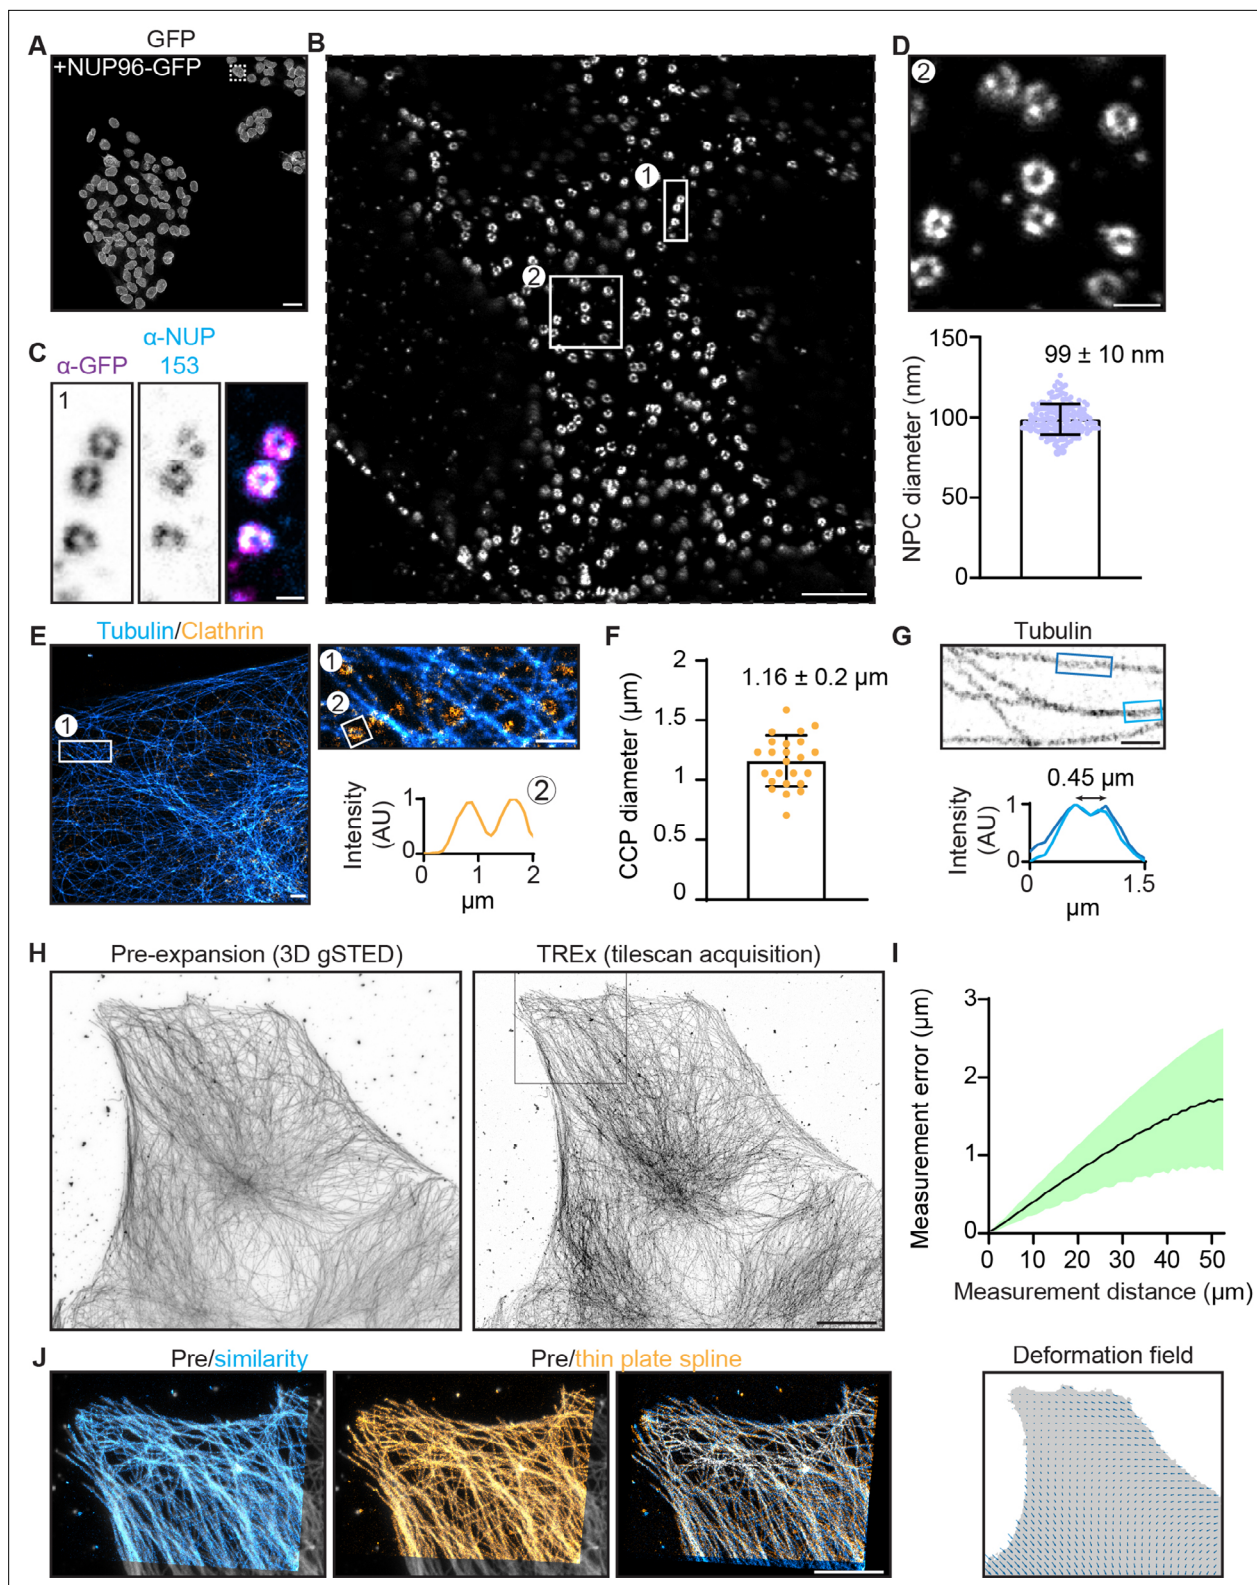 A
GFP
+NUP96-GFP
B
1
2
D
2
C
α-GFP
α-NUP
153
1
NPC diameter (nm)
150
100
50
0
99 ± 10 nm
E
Tubulin/Clathrin
1
1
2
Intensity
(AU)
1
0
2
0
1
2
µm
F
CCP diameter (µm)
2
1.5
1
0.5
0
1.16 ± 0.2 µm
G
Tubulin
0.45 µm
Intensity
(AU)
1
0
0
1.5
µm
H
Pre-expansion (3D gSTED)
TREx (tilescan acquisition)
I
Measurement error (µm)
3
2
1
0
0
10
20
30
40
50
Measurement distance (µm)
J
Pre/similarity
Pre/thin plate spline
Deformation field